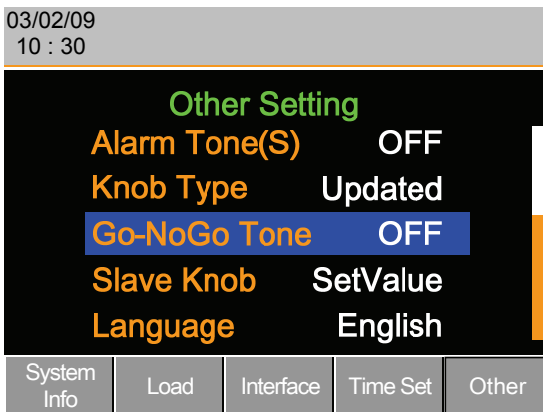 03/02/09
10 : 30
Other Setting
Alarm Tone(S) OFF
Knob Type Updated
Go-NoGo Tone OFF
Slave Knob SetValue
Language English
System Info Load Interface Time Set Other